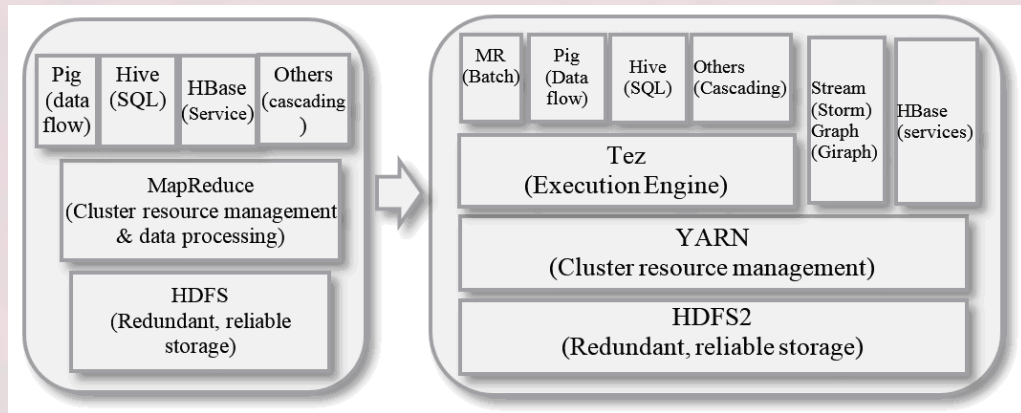 Pig
(data
flow)
Hive
(SQL)
HBase
(Service)
Others
(cascading
)
MapReduce
(Cluster resource management
& data processing)
HDFS
(Redundant, reliable
storage)
MR
(Batch)
Pig
(Data
flow)
Hive
(SQL)
Others
(Cascading)
Stream
(Storm)
Graph
(Giraph)
HBase
(services)
Tez
(Execution Engine)
YARN
(Cluster resource management)
HDFS2
(Redundant, reliable storage)